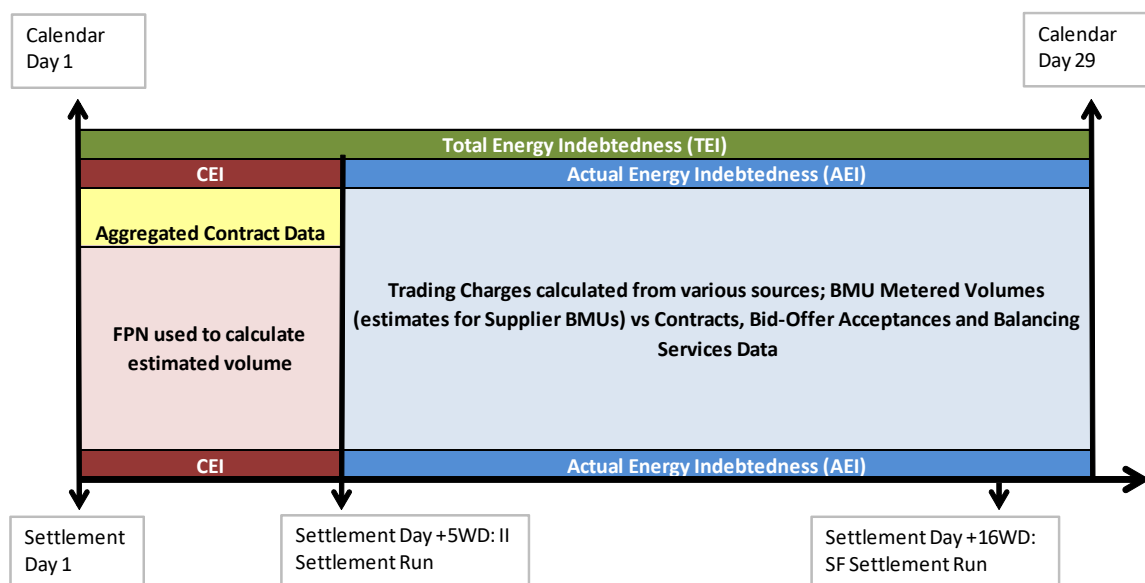 Calendar
Day 1
Calendar
Day 29
Total Energy Indebtedness (TEI)
CEI
Actual Energy Indebtedness (AEI)
Aggregated Contract Data
FPN used to calculate
estimated volume
Trading Charges calculated from various sources; BMU Metered Volumes
(estimates for Supplier BMUs) vs Contracts, Bid-Offer Acceptances and Balancing
Services Data
CEI
Actual Energy Indebtedness (AEI)
Settlement
Day 1
Settlement Day +5WD: II
Settlement Run
Settlement Day +16WD:
SF Settlement Run